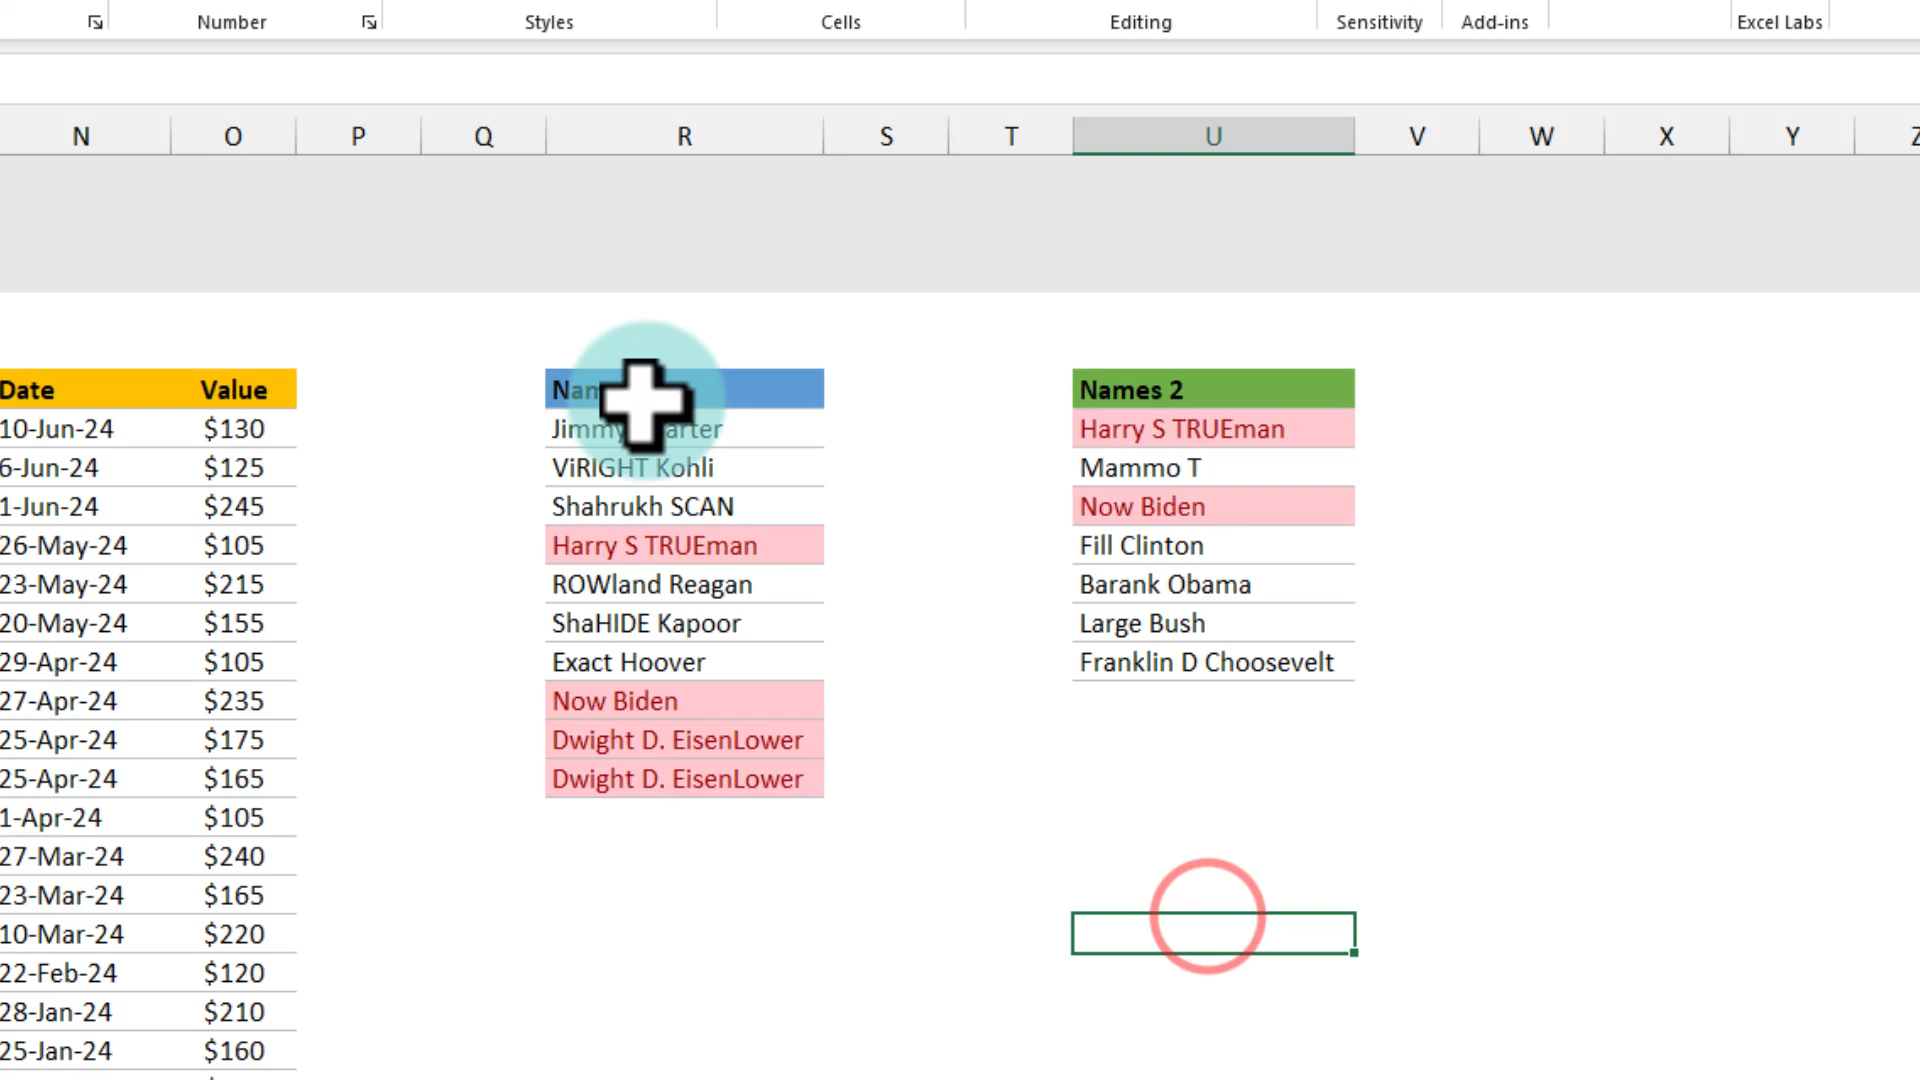 Number Styles Cells Editing Sensitivity Add-ins Excel Labs
N O P Q R S T U V W X Y Z
Date Value Names 2
10-Jun-24 $130 Harry S TRUEman
6-Jun-24 $125 ViRIGHT Kohli Mammo T
1-Jun-24 $245 Shahrukh SCAN Now Biden
26-May-24 $105 Harry S TRUEman Fill Clinton
23-May-24 $215 ROWland Reagan Barank Obama
20-May-24 $155 ShaHIDE Kapoor Large Bush
29-Apr-24 $105 Exact Hoover Franklin D Choosevelt
27-Apr-24 $235 Now Biden
25-Apr-24 $175 Dwight D. EisenLower
25-Apr-24 $165 Dwight D. EisenLower
1-Apr-24 $105
27-Mar-24 $240
23-Mar-24 $165
10-Mar-24 $220
22-Feb-24 $120
28-Jan-24 $210
25-Jan-24 $160